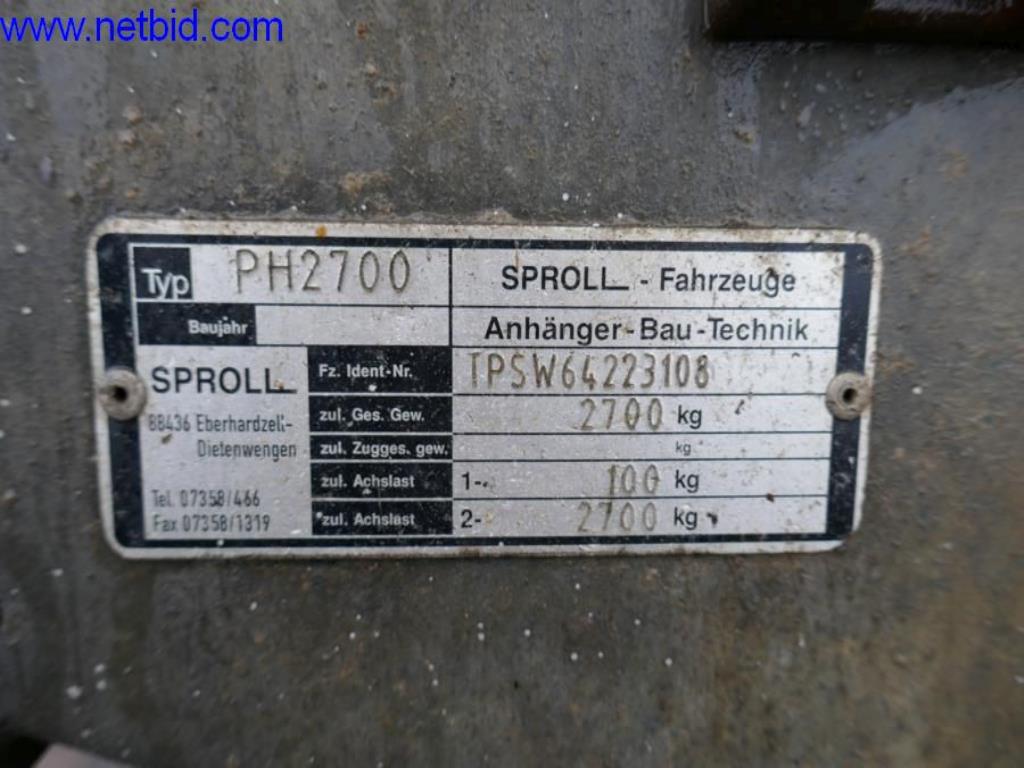 www.netbid.com
Typ PH2700
SPROLL - Fahrzeuge
Baujahr
Anhänger-Bau-Technik
SPROLL
88436 Eberhardzell-
Dietenwengen
Tel. 07358/466
Fax 07358/1319
Fz. Ident-Nr. TPSW64223108
zul. Ges. Gew. 2700 kg
zul. Zugges. gew. kg
zul. Achslast 1- 100 kg
zul. Achslast 2- 2700 kg